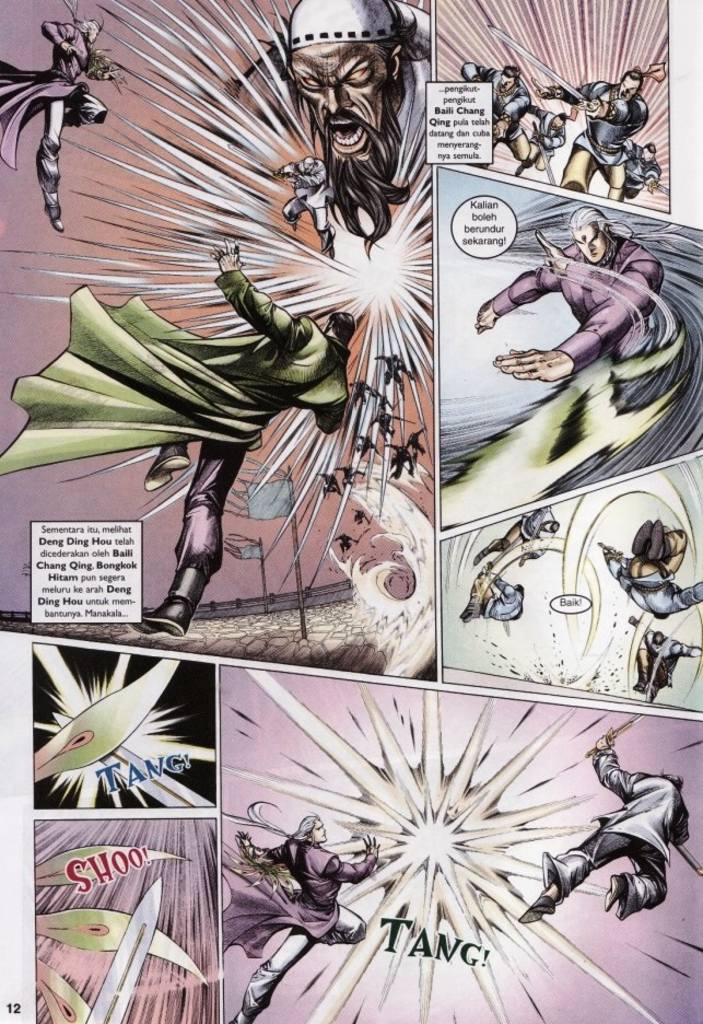 ...pengikut-
pengikut
Baili Chang
Qing pula telah
datang dan cuba
menyerang-
nya semula.
Kalian
boleh
berundur
sekarang!
Sementara itu, melihat
Deng Ding Hou telah
dicederakan oleh Baili
Chang Qing, Bongkok
Hitam pun segera
meluru ke arah Deng
Ding Hou untuk mem-
bantunya. Manakala...
Baik!
TANG!
SHOO!
TANG!
12